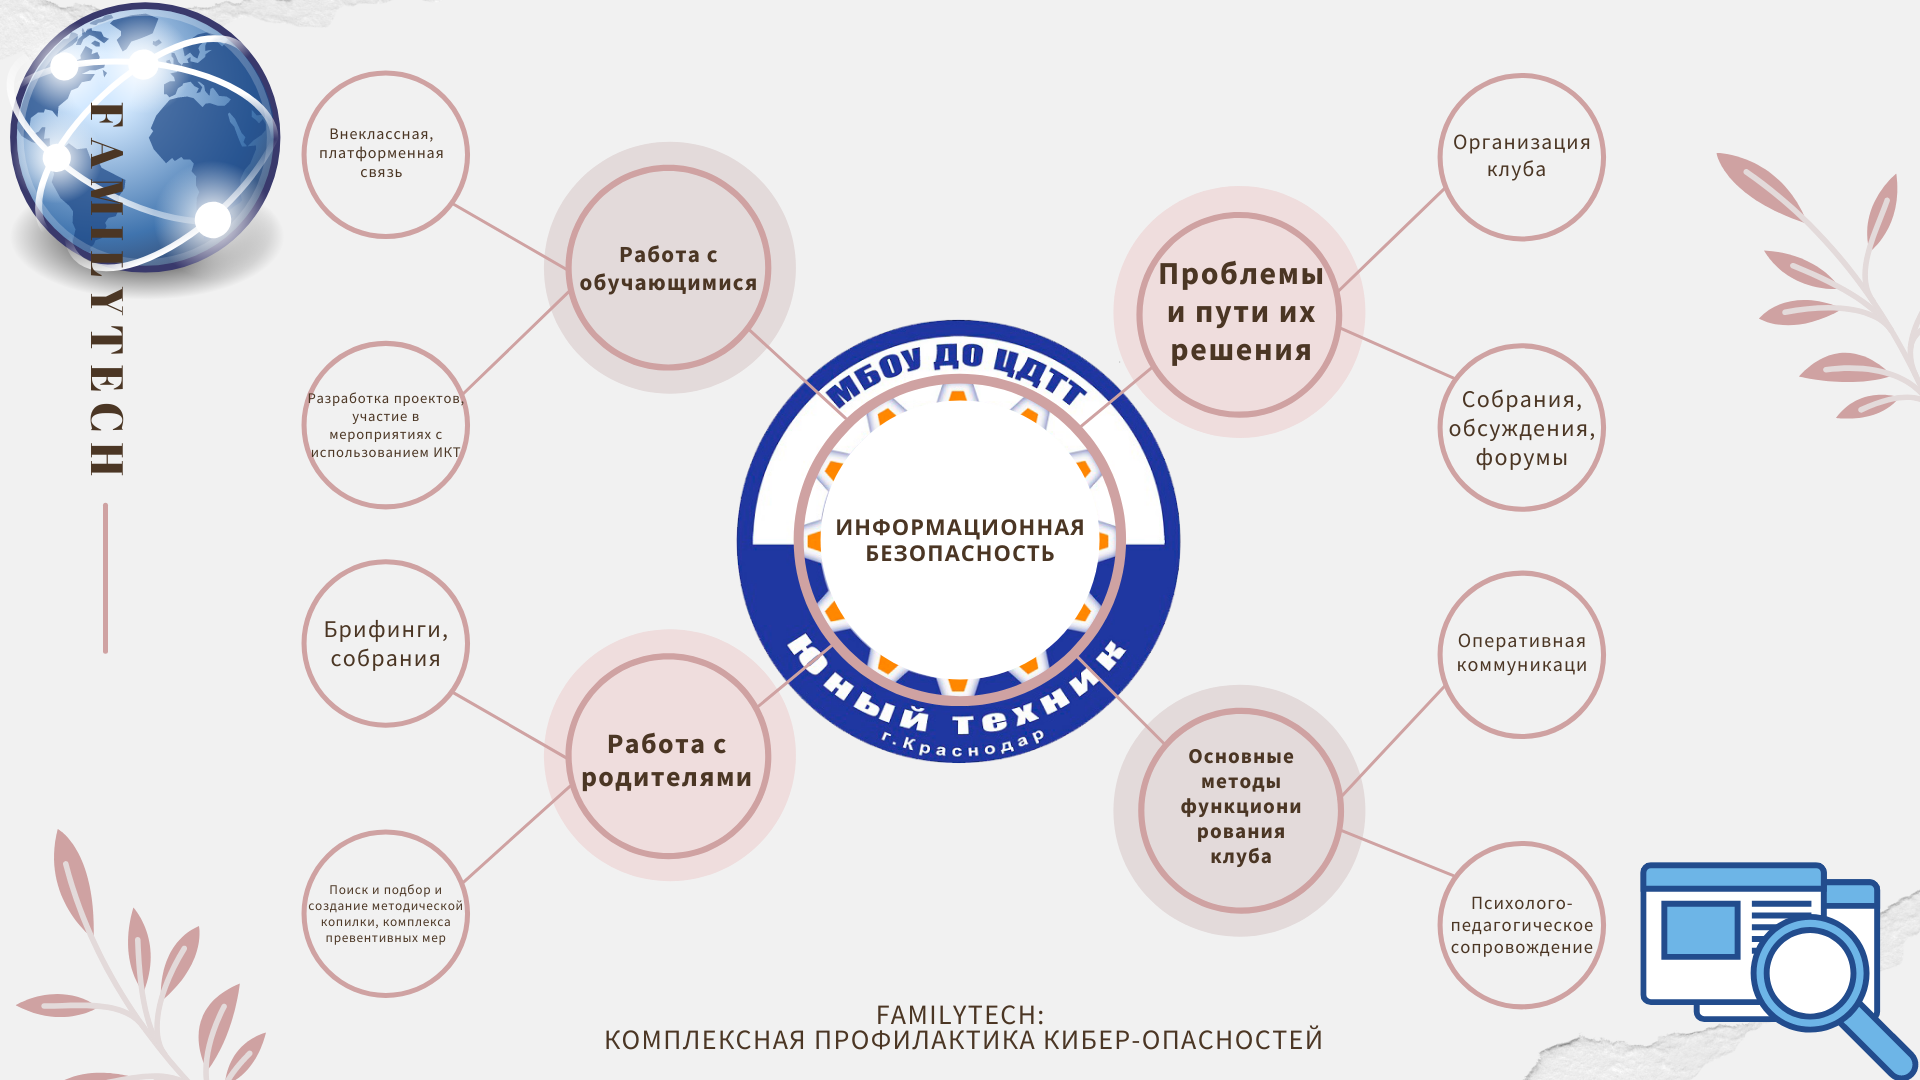 FAMILYTECH
Внеклассная,
платформенная
связь
Работа с
обучающимися
Разработка проектов,
участие в
мероприятиях с
использованием ИКТ
Брифинги,
собрания
Работа с
родителями
Поиск и подбор и
создание методической
копилки, комплекса
превентивных мер
МБОУ ДО ЦДТТ
ИНФОРМАЦИОННАЯ
БЕЗОПАСНОСТЬ
Юный техник
г.Краснодар
Проблемы
и пути их
решения
Организация
клуба
Собрания,
обсуждения,
форумы
Основные
методы
функциони
рования
клуба
Оперативная
коммуникаци
Психолого-
педагогическое
сопровождение
FAMILYTECH:
КОМПЛЕКСНАЯ ПРОФИЛАКТИКА КИБЕР-ОПАСНОСТЕЙ